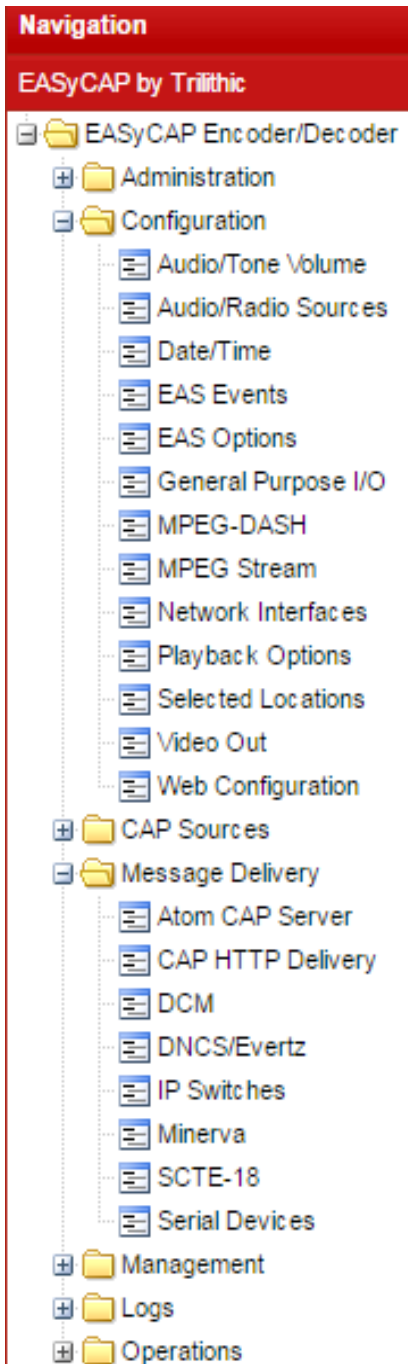 Navigation
EASyCAP by Trilithic
EASyCAP Encoder/Decoder
Administration
Configuration
Audio/Tone Volume
Audio/Radio Sources
Date/Time
EAS Events
EAS Options
General Purpose I/O
MPEG-DASH
MPEG Stream
Network Interfaces
Playback Options
Selected Locations
Video Out
Web Configuration
CAP Sources
Message Delivery
Atom CAP Server
CAP HTTP Delivery
DCM
DNCS/Evertz
IP Switches
Minerva
SCTE-18
Serial Devices
Management
Logs
Operations